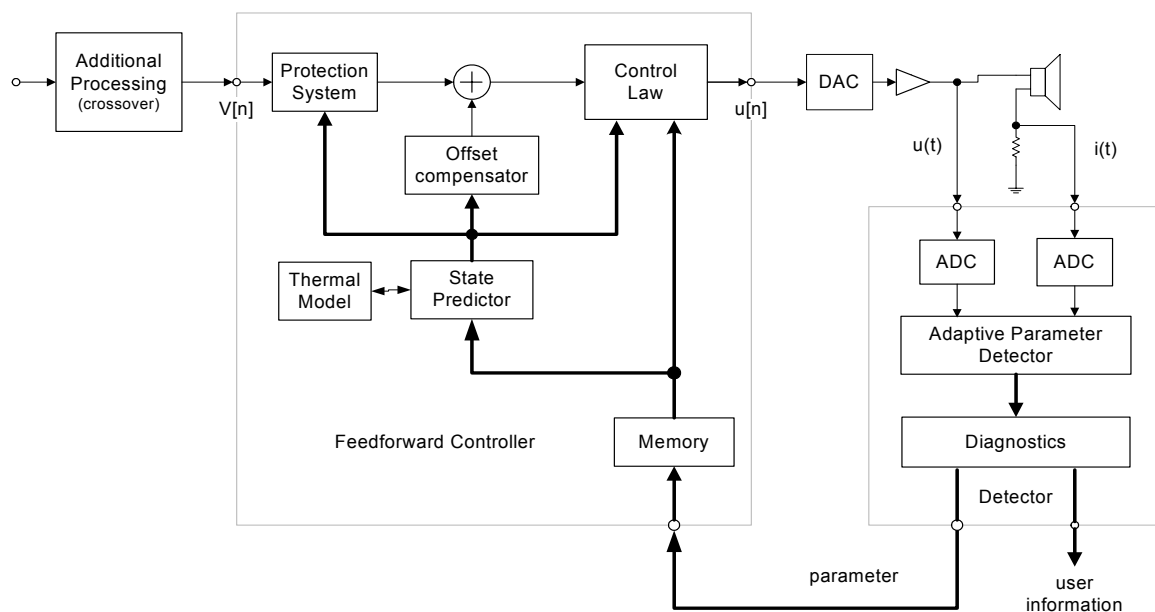 Additional
Processing
(crossover)
V[n]
Protection
System
Control
Law
u[n]
DAC
Offset
compensator
Thermal
Model
State
Predictor
Feedforward Controller
Memory
u(t)
i(t)
ADC
ADC
Adaptive Parameter
Detector
Diagnostics
Detector
parameter
user
information